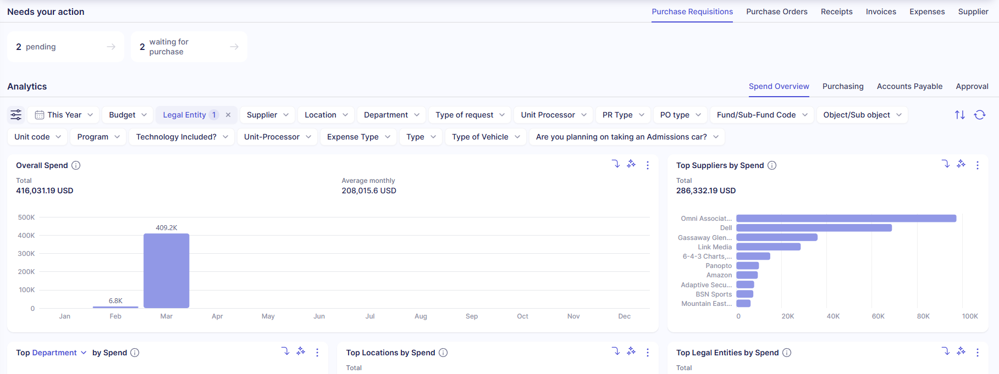 Needs your action
Purchase Requisitions Purchase Orders Receipts Invoices Expenses Supplier
2 pending
2 waiting for
purchase
Analytics
Spend Overview Purchasing Accounts Payable Approval
This Year Budget Legal Entity 1 Supplier Location Department Type of request Unit Processor PR Type PO type Fund/Sub-Fund Code Object/Sub object
Unit code Program Technology Included? Unit-Processor Expense Type Type Type of Vehicle Are you planning on taking an Admissions car?
Overall Spend
Total
416,031.19 USD
Average monthly
208,015.6 USD
500K
400K
300K
200K
100K
0
409.2K
6.8K
Jan Feb Mar Apr May Jun Jul Aug Sep Oct Nov Dec
Top Suppliers by Spend
Total
286,332.19 USD
Omni Associat...
Dell
Gassaway Glen...
Link Media
6-4-3 Charts,...
Panopto
Amazon
Adaptive Secu...
BSN Sports
Mountain East...
0 20K 40K 60K 80K 100K
Top Department by Spend
Top Locations by Spend
Total
Top Legal Entities by Spend
Total